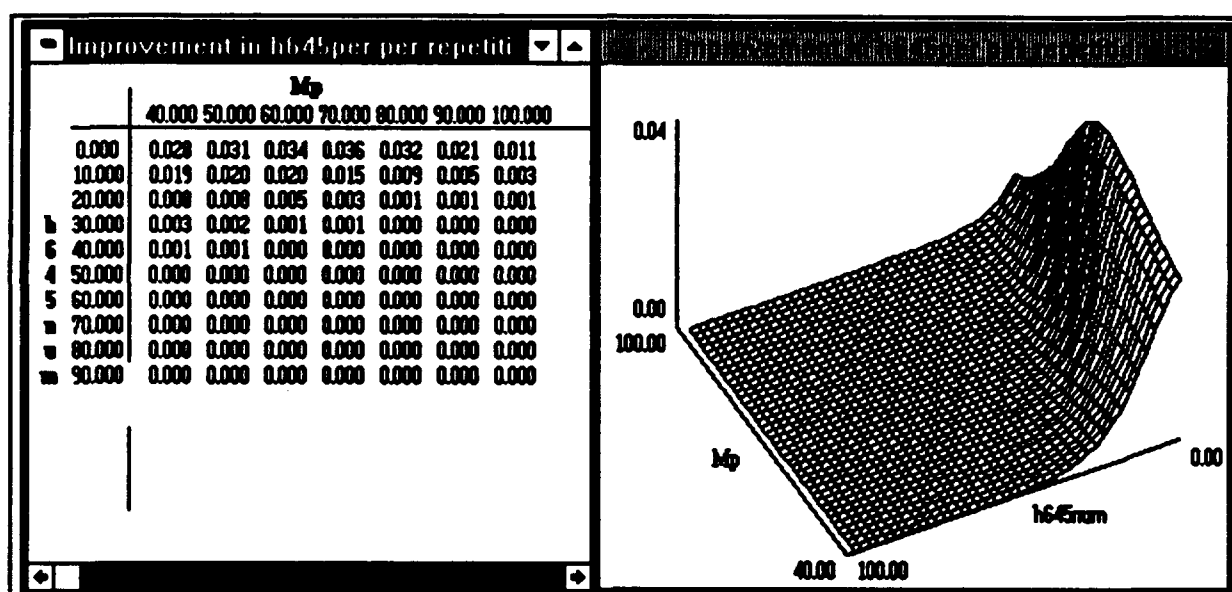 Improvement in h645per per repetiti
Mp
40.000 50.000 60.000 70.000 80.000 90.000 100.000
0.000 0.028 0.031 0.034 0.036 0.032 0.021 0.011
10.000 0.019 0.020 0.020 0.015 0.009 0.005 0.003
20.000 0.008 0.008 0.005 0.003 0.001 0.001 0.001
h 30.000 0.003 0.002 0.001 0.001 0.000 0.000 0.000
6 40.000 0.001 0.001 0.000 0.000 0.000 0.000 0.000
4 50.000 0.000 0.000 0.000 0.000 0.000 0.000 0.000
5 60.000 0.000 0.000 0.000 0.000 0.000 0.000 0.000
n 70.000 0.000 0.000 0.000 0.000 0.000 0.000 0.000
u 80.000 0.000 0.000 0.000 0.000 0.000 0.000 0.000
m 90.000 0.000 0.000 0.000 0.000 0.000 0.000 0.000
0.04
0.00
100.00
Mp
40.00 100.00
h645num
0.00